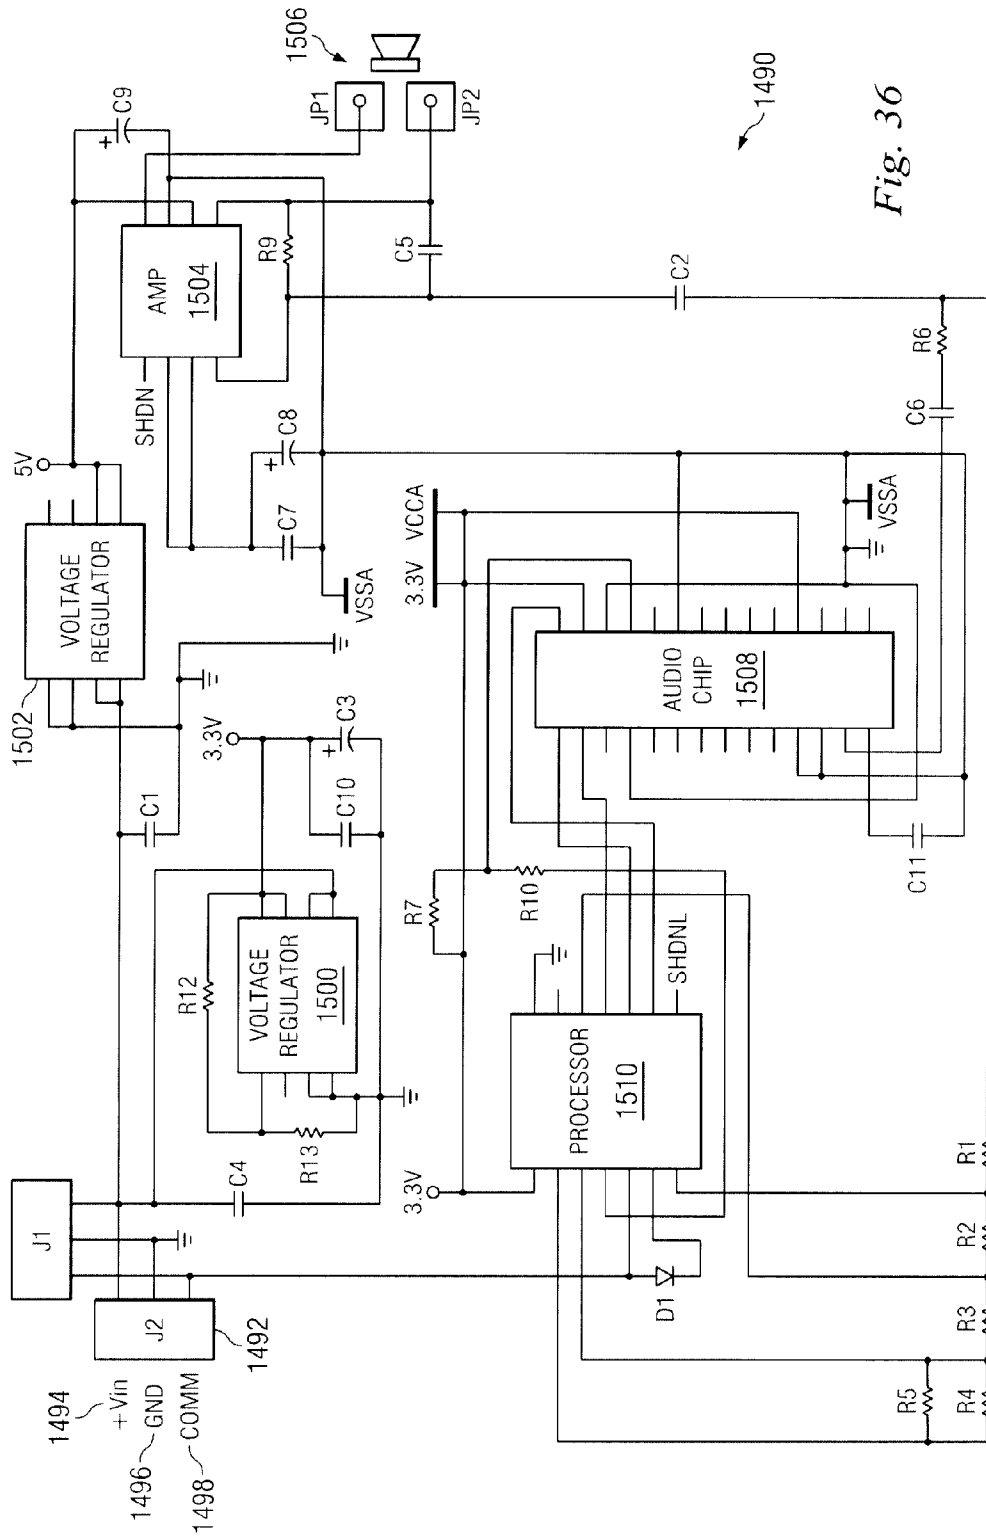 1494
+Vin
1496
GND
1498
COMM
J2
1492
J1
C4
R13
R12
VOLTAGE
REGULATOR
1500
C1
3.3V
C10
+
C3
1502
VOLTAGE
REGULATOR
5V
SHDN
AMP
1504
+
C9
JP1
JP2
1506
R9
C5
C7
+
C8
VSSA
3.3V
D1
PROCESSOR
1510
SHDNL
R7
R10
3.3V VCCA
AUDIO
CHIP
1508
C11
VSSA
C6
R6
C2
R5
R4
R3
R2
R1
1490
Fig. 36